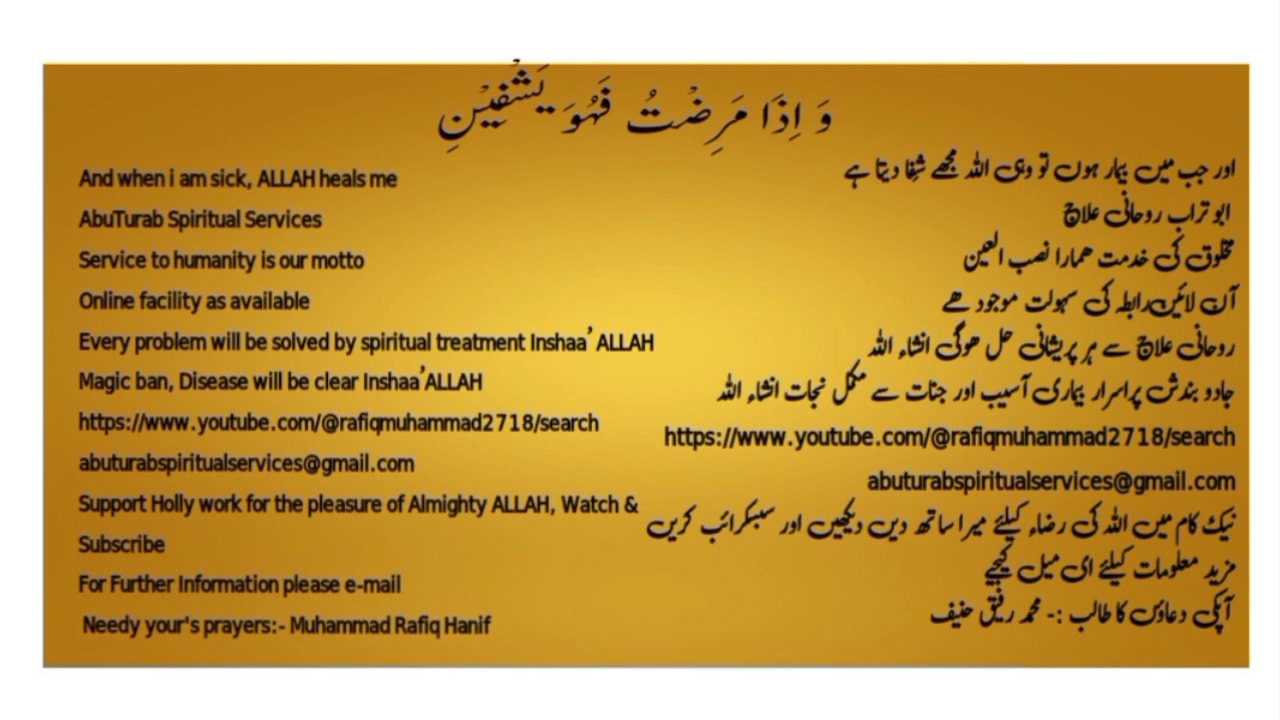 وَ اِذَا مَرِضْتُ فَهُوَ يَشْفِيْنِ
And when i am sick, ALLAH heals me
AbuTurab Spiritual Services
Service to humanity is our motto
Online facility as available
Every problem will be solved by spiritual treatment Inshaa’ ALLAH
Magic ban, Disease will be clear Inshaa’ALLAH
https://www.youtube.com/@rafiqmuhammad2718/search
abuturabspiritualservices@gmail.com
Support Holly work for the pleasure of Almighty ALLAH, Watch &
Subscribe
For Further Information please e-mail
Needy your's prayers:- Muhammad Rafiq Hanif
اور جب میں بیمار ہوں تو وہی اللہ مجھے شِفا دیتا ہے
ابو تراب روحانی علاج
مخلوق کی خدمت ھمارا نصب العین
آن لائین رابطہ کی سہولت موجود ھے
روحانی علاج سے ہر پریشانی حل ھوگی انشاء اللہ
جادو بندش پراسرار بیماری آسیب اور جنات سے مکمل نجات انشاء اللہ
https://www.youtube.com/@rafiqmuhammad2718/search
abuturabspiritualservices@gmail.com
نیک کام میں اللہ کی رضاء کیلئے میرا ساتھ دیں دیکھیں اور سبسکرائب کریں
مزید معلومات کیلئے ای میل کیجیے
آپکی دعاؤں کا طالب :- محمد رفیق حنیف